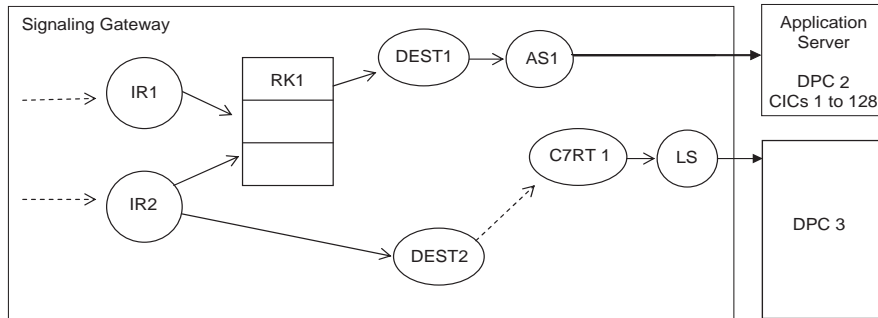 Signaling Gateway
IR1
RK1
DEST1
AS1
Application
Server
DPC 2
CICs 1 to 128
IR2
DEST2
C7RT 1
LS
DPC 3